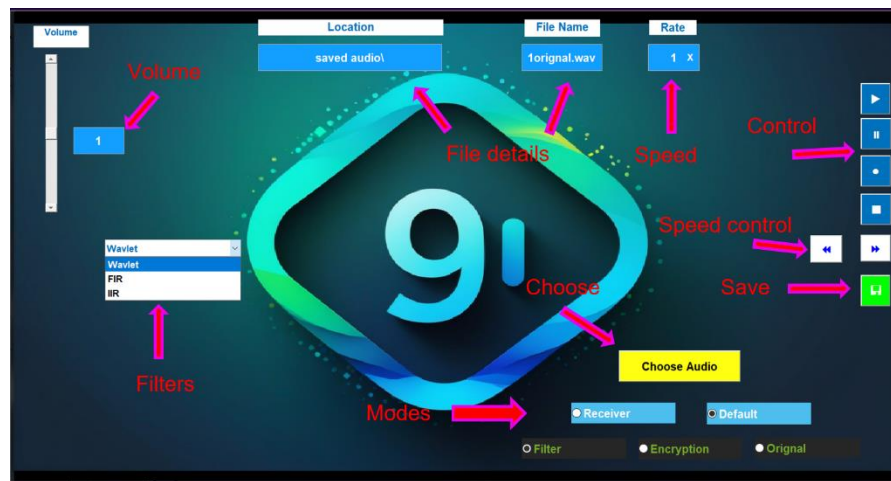 Volume
Location
File Name
Rate
saved audio\
1orignal.wav
1 X
Volume
1
File details
Speed
Control
Speed control
Wavlet
Wavlet
FIR
IIR
9
Choose
Save
Filters
Choose Audio
Modes
Receiver
Default
Filter
Encryption
Orignal